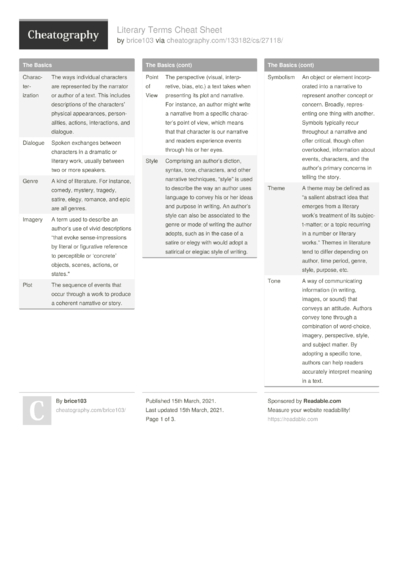 Cheatography
Literary Terms Cheat Sheet
by brice103 via cheatography.com/133182/cs/27118/
The Basics
Charac-
ter-
ization
The ways individual characters
are represented by the narrator
or author of a text. This includes
descriptions of the characters'
physical appearances, person-
alities, actions, interactions, and
dialogue.
Dialogue
Spoken exchanges between
characters in a dramatic or
literary work, usually between
two or more speakers.
Genre
A kind of literature. For instance,
comedy, mystery, tragedy,
satire, elegy, romance, and epic
are all genres.
Imagery
A term used to describe an
author's use of vivid descriptions
"that evoke sense-impressions
by literal or figurative reference
to perceptible or 'concrete'
objects, scenes, actions, or
states."
Plot
The sequence of events that
occur through a work to produce
a coherent narrative or story.
The Basics (cont)
Point
of
View
The perspective (visual, interp-
retive, bias, etc.) a text takes when
presenting its plot and narrative.
For instance, an author might write
a narrative from a specific charac-
ter's point of view, which means
that that character is our narrative
and readers experience events
through his or her eyes.
Style
Comprising an author's diction,
syntax, tone, characters, and other
narrative techniques, "style" is used
to describe the way an author uses
language to convey his or her ideas
and purpose in writing. An author's
style can also be associated to the
genre or mode of writing the author
adopts, such as in the case of a
satire or elegy with would adopt a
satirical or elegiac style of writing.
The Basics (cont)
Symbolism
An object or element incorp-
orated into a narrative to
represent another concept or
concern. Broadly, repres-
enting one thing with another.
Symbols typically recur
throughout a narrative and
offer critical, though often
overlooked, information about
events, characters, and the
author's primary concerns in
telling the story.
Theme
A theme may be defined as
"a salient abstract idea that
emerges from a literary
work's treatment of its subjec-
t-matter; or a topic recurring
in a number or literary
works." Themes in literature
tend to differ depending on
author, time period, genre,
style, purpose, etc.
Tone
A way of communicating
information (in writing,
images, or sound) that
conveys an attitude. Authors
convey tone through a
combination of word-choice,
imagery, perspective, style,
and subject matter. By
adopting a specific tone,
authors can help readers
accurately interpret meaning
in a text.
C
By brice103
cheatography.com/brice103/
Published 15th March, 2021.
Last updated 15th March, 2021.
Page 1 of 3.
Sponsored by Readable.com
Measure your website readability!
https://readable.com